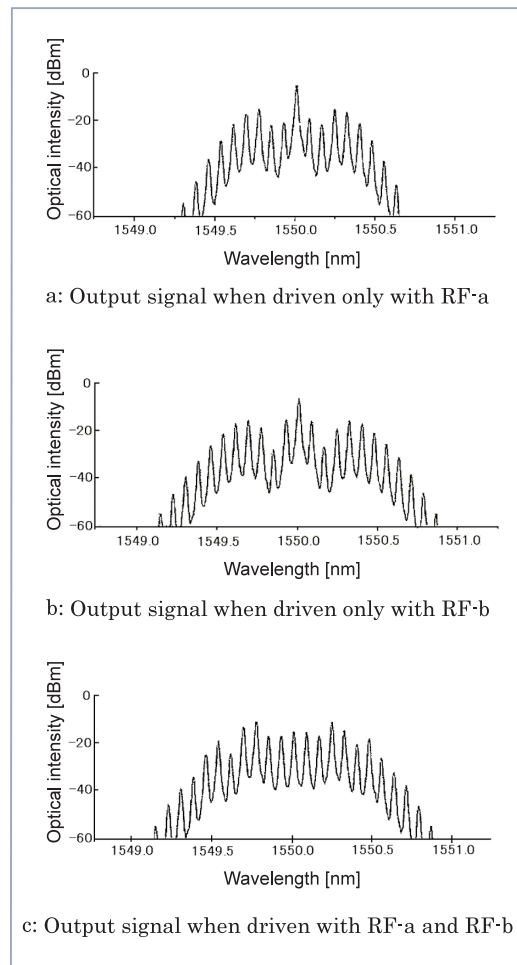 0
−20
−40
−60
Optical intensity [dBm]
1549.0 1549.5 1550.0 1550.5 1551.0
Wavelength [nm]
a: Output signal when driven only with RF-a
0
−20
−40
−60
Optical intensity [dBm]
1549.0 1549.5 1550.0 1550.5 1551.0
Wavelength [nm]
b: Output signal when driven only with RF-b
0
−20
−40
−60
Optical intensity [dBm]
1549.0 1549.5 1550.0 1550.5 1551.0
Wavelength [nm]
c: Output signal when driven with RF-a and RF-b